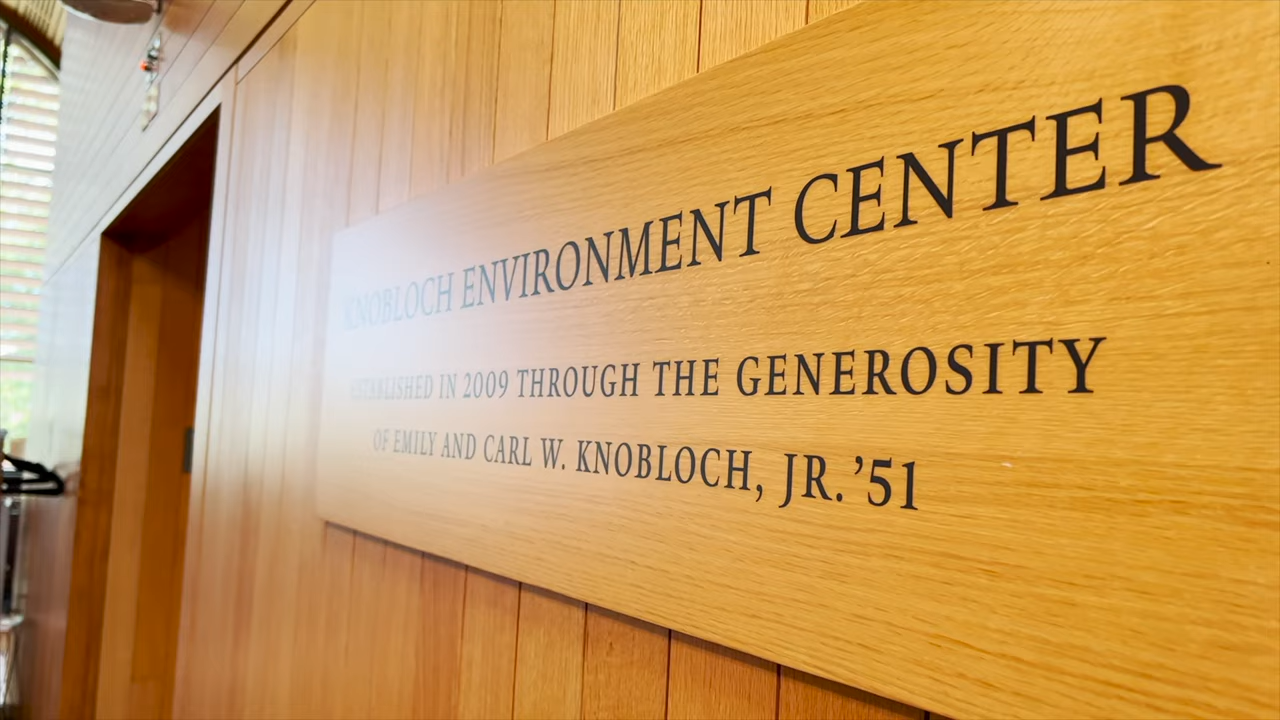 KNOBLOCH ENVIRONMENT CENTER
ESTABLISHED IN 2009 THROUGH THE GENEROSITY
OF EMILY AND CARL W. KNOBLOCH, JR. ’51